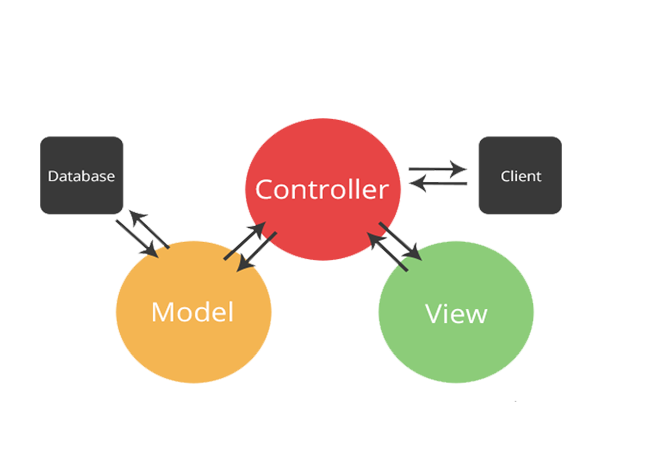 Database
Controller
Client
Model
View